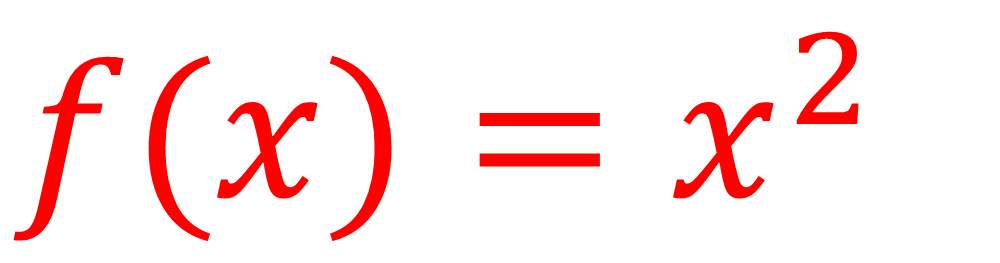 f(x) = x²